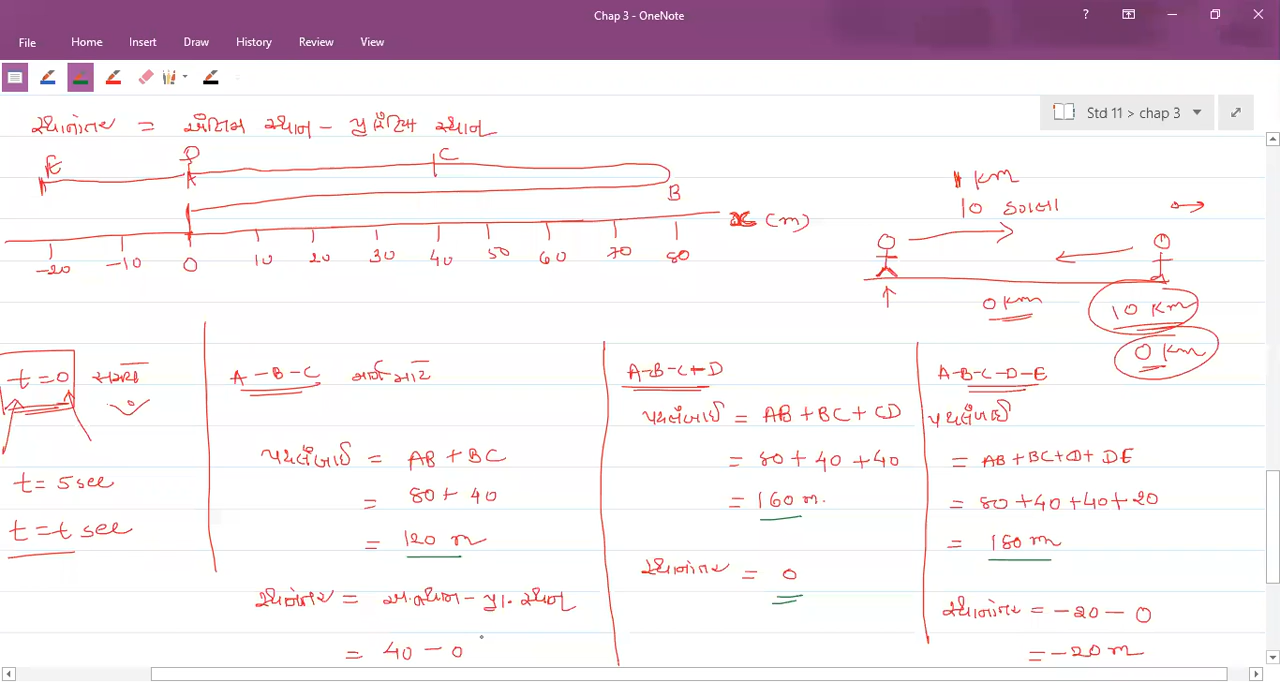 Chap 3 - OneNote
File Home Insert Draw History Review View
Std 11 > chap 3
સ્થાનાંતર = અંતિમ સ્થાન - પ્રારંભિક સ્થાન
E D C
A
B
x (m)
-20 -10 0 10 20 30 40 50 60 70 80
1 km
10 કલાક
0 km
10 km
0 km
t=0 સમય
t = 5 sec
t = t sec
A - B - C માર્ગ માટે
પથલંબાઈ = AB + BC
= 80 + 40
= 120 m
સ્થાનાંતર = અં.સ્થાન - પ્રા. સ્થાન
= 40 - 0
A-B-C-D
પથલંબાઈ = AB + BC + CD
= 80 + 40 + 40
= 160 m.
સ્થાનાંતર = 0
A-B-C-D-E
પથલંબાઈ
= AB + BC + CD + DE
= 80 + 40 + 40 + 20
= 180 m
સ્થાનાંતર = -20 - 0
= -20 m